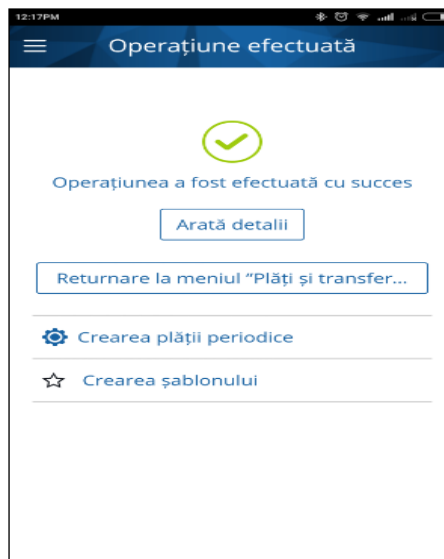 12:17PM
Operațiune efectuată
Operațiunea a fost efectuată cu succes
Arată detalii
Returnare la meniul “Plăți și transfer...
Crearea plății periodice
Crearea șablonului